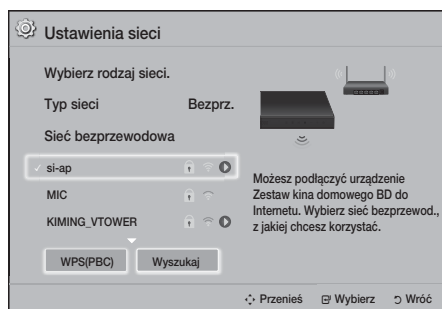 Ustawienia sieci
Wybierz rodzaj sieci.
Typ sieci Bezprz.
Sieć bezprzewodowa
si-ap
MIC
KIMING_VTOWER
WPS(PBC) Wyszukaj
Możesz podłączyć urządzenie
Zestaw kina domowego BD do
Internetu. Wybierz sieć bezprzewod.,
z jakiej chcesz korzystać.
Przenieś Wybierz Wróć